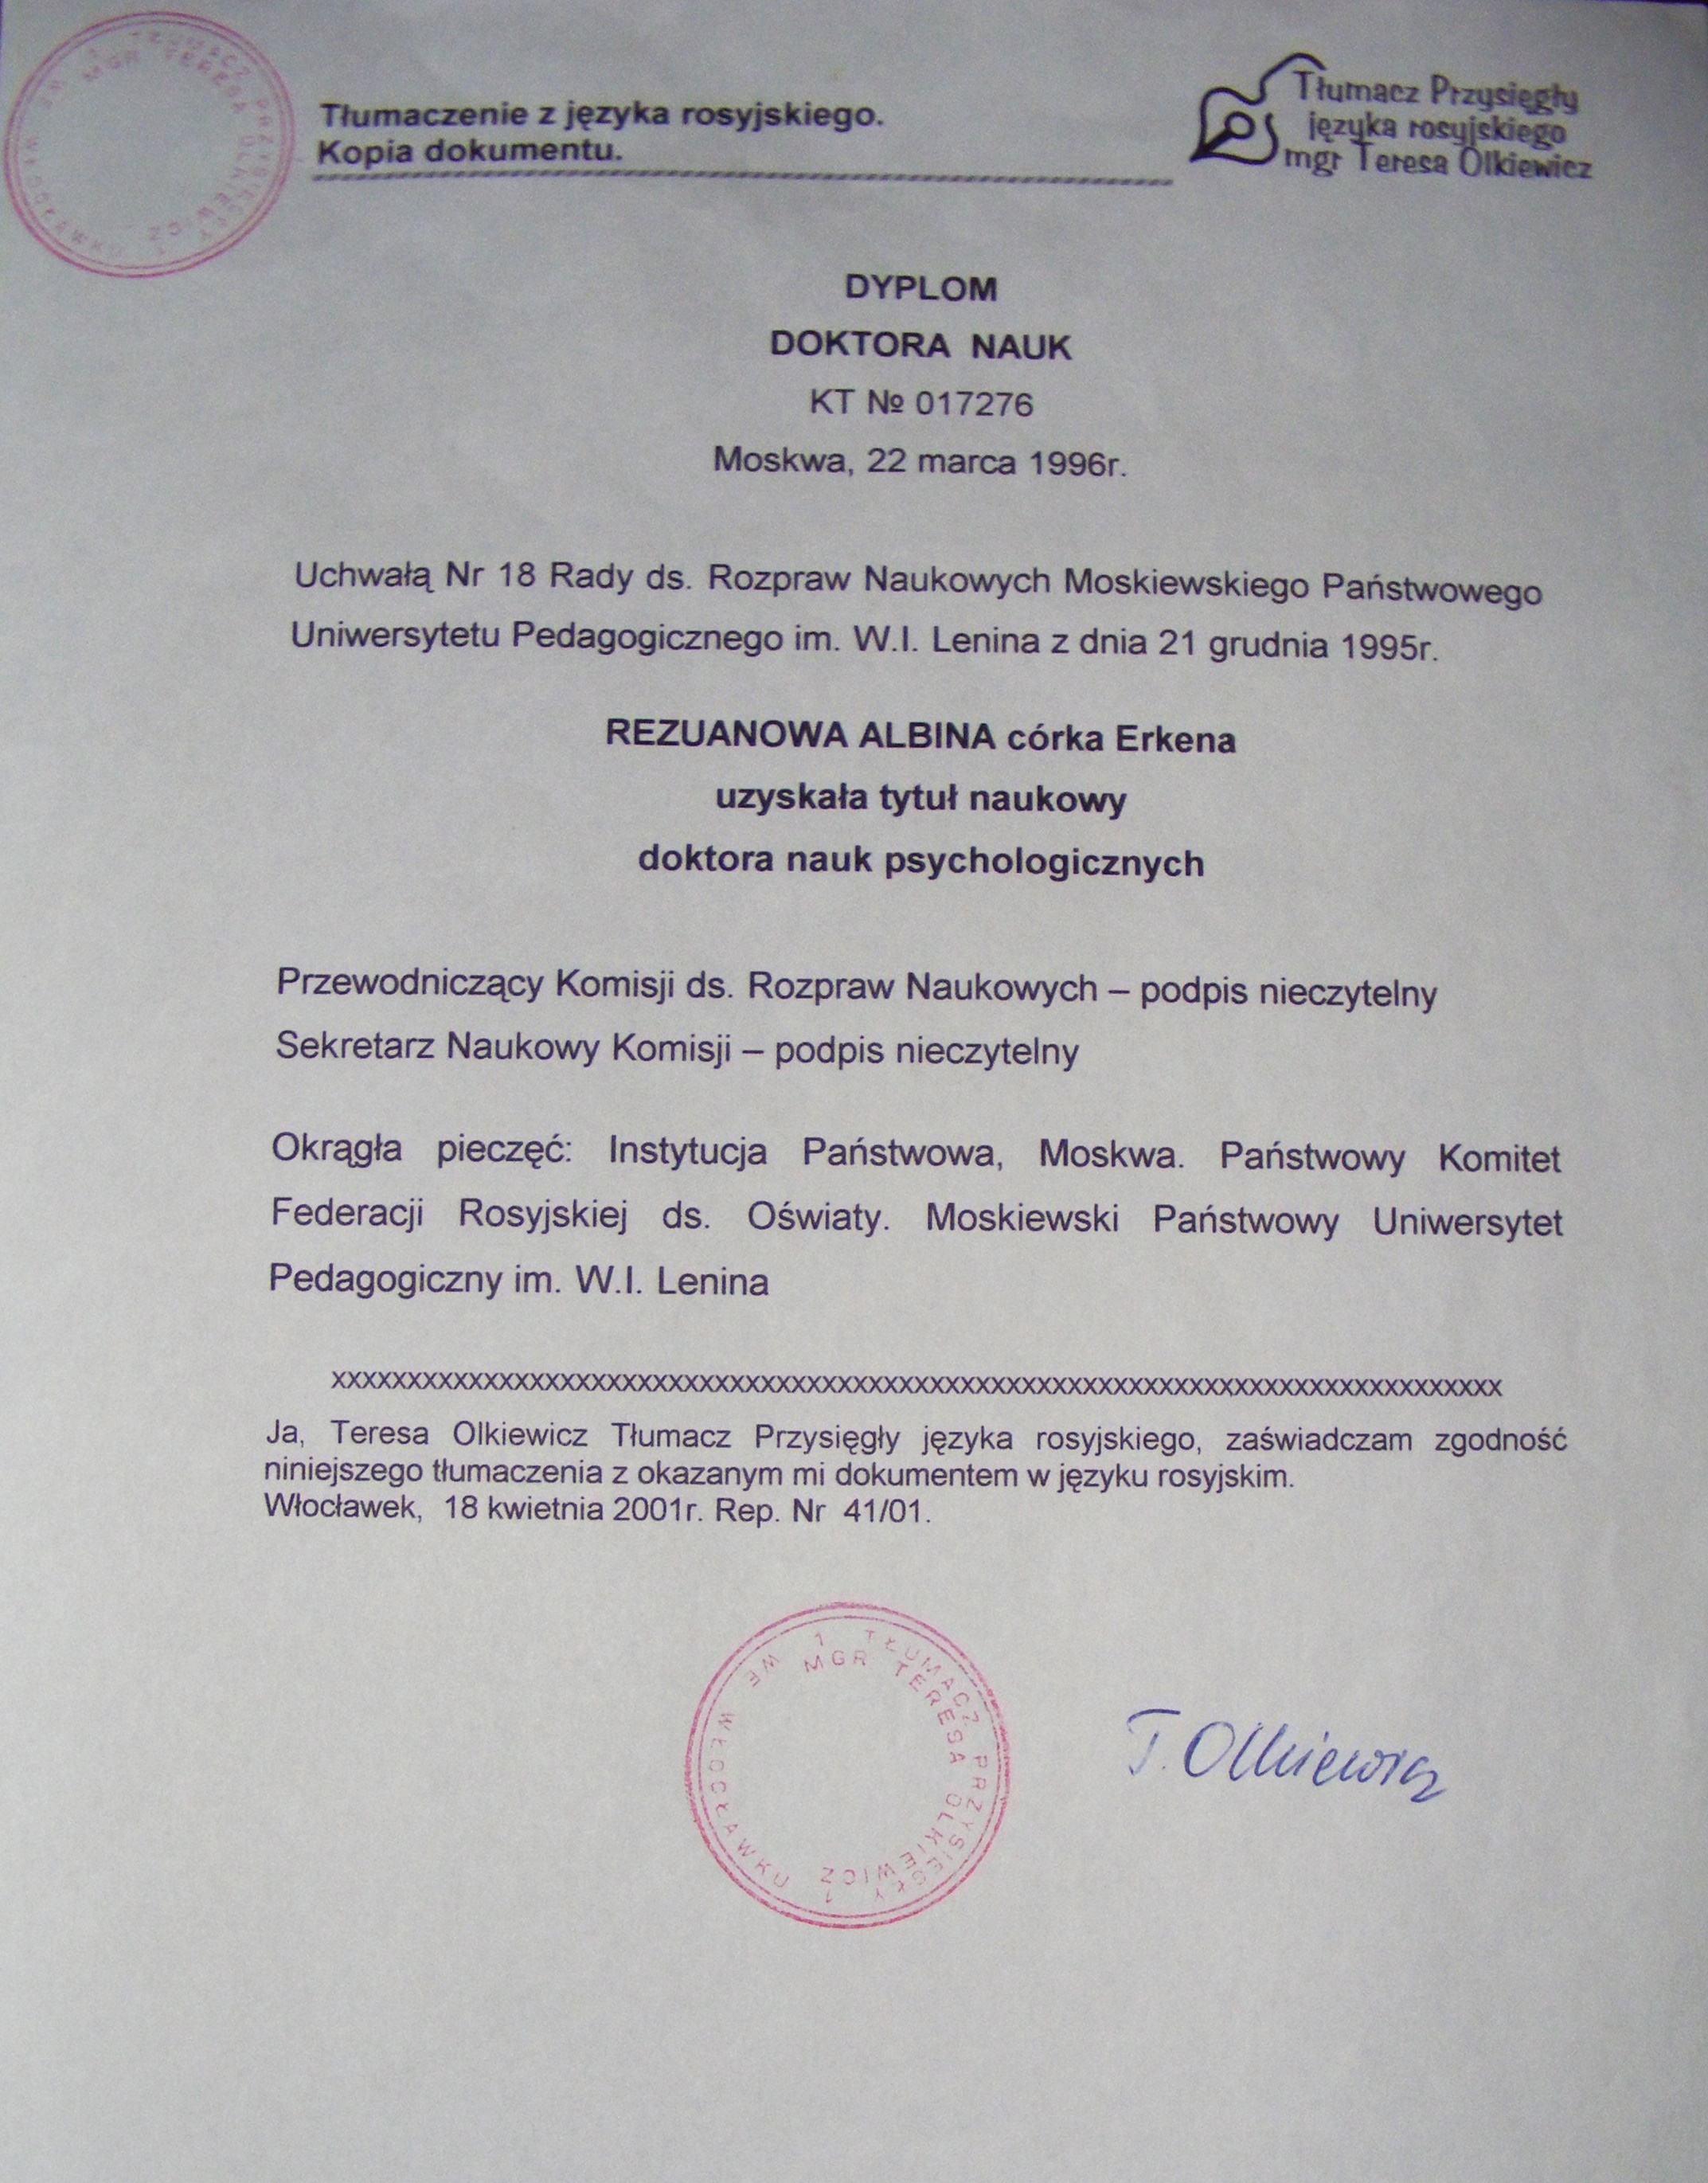 Tłumaczenie z języka rosyjskiego.
Kopia dokumentu.
Tłumacz Przysięgły
języka rosyjskiego
mgr Teresa Olkiewicz
DYPLOM
DOKTORA NAUK
KT № 017276
Moskwa, 22 marca 1996r.
Uchwałą Nr 18 Rady ds. Rozpraw Naukowych Moskiewskiego Państwowego
Uniwersytetu Pedagogicznego im. W.I. Lenina z dnia 21 grudnia 1995r.
REZUANOWA ALBINA córka Erkena
uzyskała tytuł naukowy
doktora nauk psychologicznych
Przewodniczący Komisji ds. Rozpraw Naukowych – podpis nieczytelny
Sekretarz Naukowy Komisji – podpis nieczytelny
Okrągła pieczęć: Instytucja Państwowa, Moskwa. Państwowy Komitet
Federacji Rosyjskiej ds. Oświaty. Moskiewski Państwowy Uniwersytet
Pedagogiczny im. W.I. Lenina
xxxxxxxxxxxxxxxxxxxxxxxxxxxxxxxxxxxxxxxxxxxxxxxxxxxxxxxxxxxxxxxxxxxxxxxxxxxx
Ja, Teresa Olkiewicz Tłumacz Przysięgły języka rosyjskiego, zaświadczam zgodność
niniejszego tłumaczenia z okazanym mi dokumentem w języku rosyjskim.
Włocławek, 18 kwietnia 2001r. Rep. Nr 41/01.
TŁUMACZ PRZYSIĘGŁY
WE WŁOCŁAWKU
MGR TERESA OLKIEWICZ
T. Olkiewicz